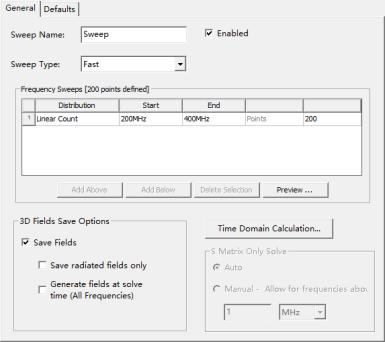 General Defaults
Sweep Name: Sweep Enabled
Sweep Type: Fast
Frequency Sweeps [200 points defined]
Distribution Start End
1 Linear Count 200MHz 400MHz Points 200
Add Above Add Below Delete Selection Preview ...
3D Fields Save Options
Time Domain Calculation...
Save Fields
S Matrix Only Solve
Auto
Save radiated fields only
Generate fields at solve
time (All Frequencies)
Manual - Allow for frequencies abov
1 MHz